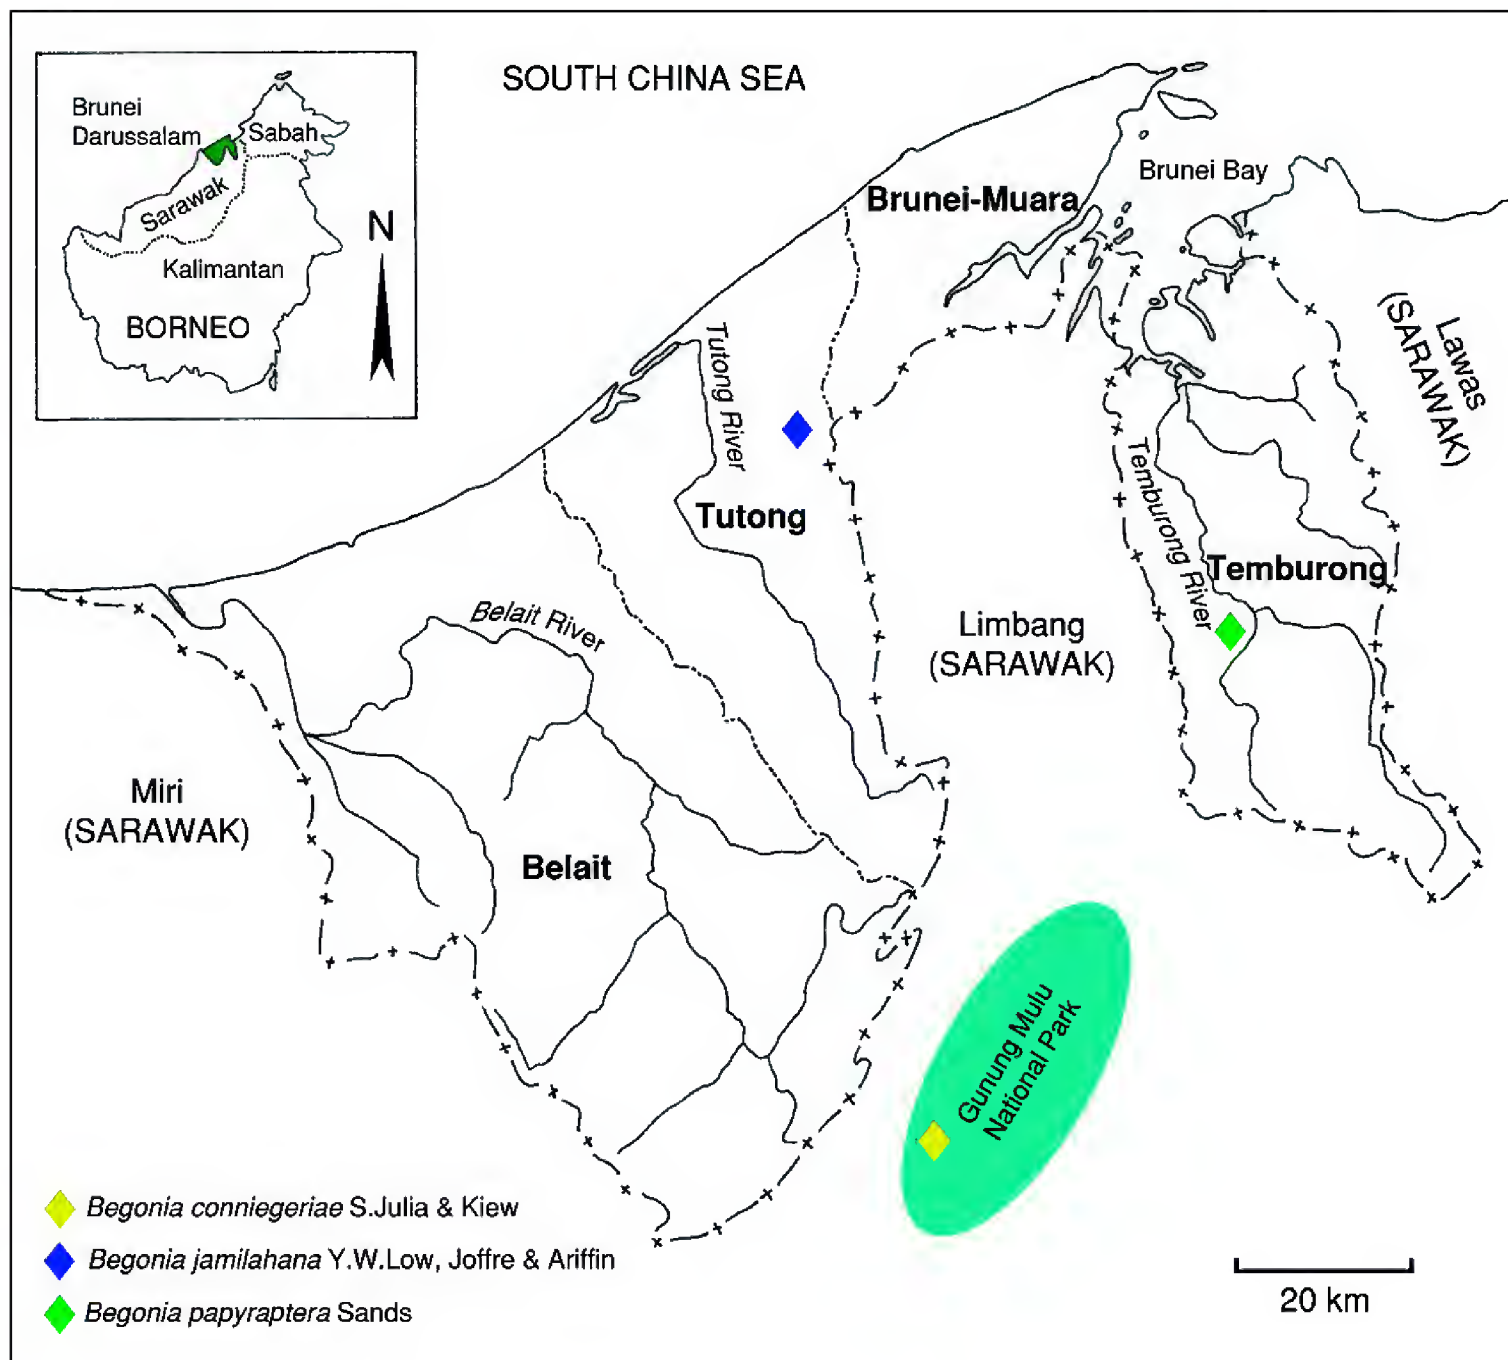 SOUTH CHINA SEA
Brunei
Darussalam
Sabah
Sarawak
Kalimantan
BORNEO
N
Brunei Bay
Brunei-Muara
Tutong River
Lawas
(SARAWAK)
Temburong River
Tutong
Temburong
Belait River
Limbang
(SARAWAK)
Miri
(SARAWAK)
Belait
Gunung Mulu
National Park
Begonia conniegeriae S.Julia & Kiew
Begonia jamilahana Y.W.Low, Joffre & Ariffin
Begonia papyraptera Sands
20 km